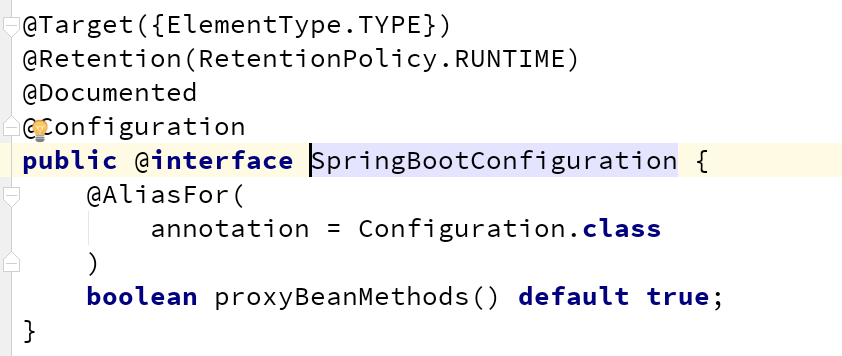 @Target({ElementType.TYPE})
@Retention(RetentionPolicy.RUNTIME)
@Documented
@Configuration
public @interface SpringBootConfiguration {
    @AliasFor(
        annotation = Configuration.class
    )
    boolean proxyBeanMethods() default true;
}